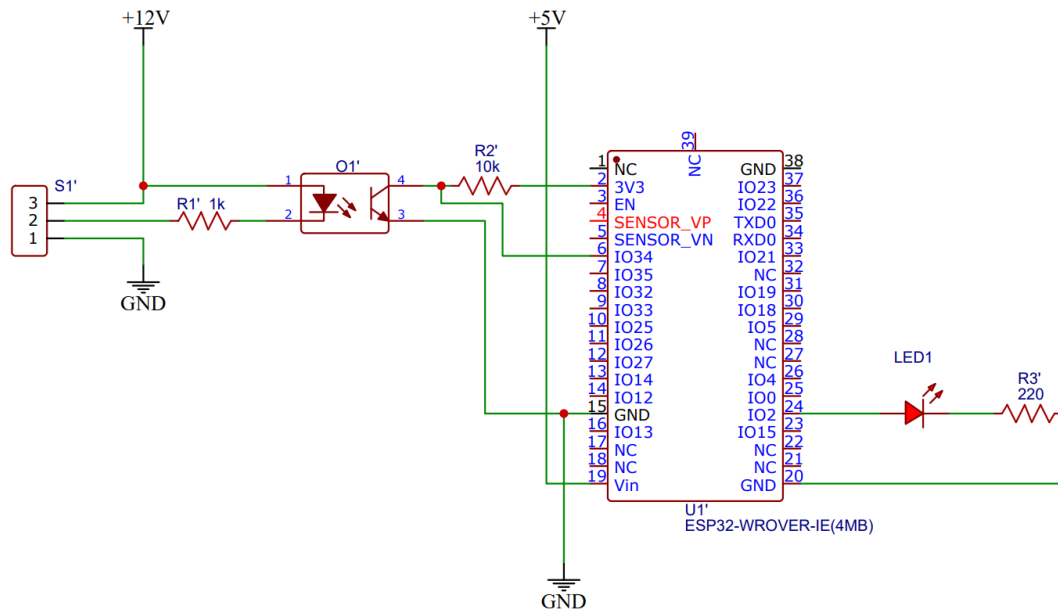 +12V
+5V
S1'
3
2
1
R1' 1k
GND
O1'
1
2
4
3
R2'
10k
NC 39
1 NC
2 3V3
3 EN
4 SENSOR_VP
5 SENSOR_VN
6 IO34
7 IO35
8 IO32
9 IO33
10 IO25
11 IO26
12 IO27
13 IO14
14 IO12
15 GND
16 IO13
17 NC
18 NC
19 Vin
GND 38
IO23 37
IO22 36
TXD0 35
RXD0 34
IO21 33
NC 32
IO19 31
IO18 30
IO5 29
NC 28
NC 27
IO4 26
IO0 25
IO2 24
IO15 23
NC 22
NC 21
GND 20
U1'
ESP32-WROVER-IE(4MB)
LED1
R3'
220
GND